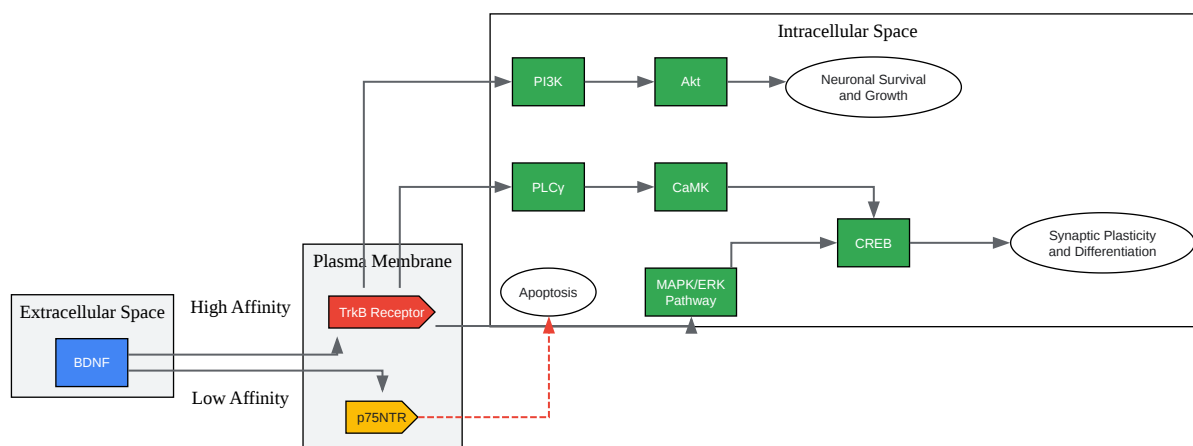 Intracellular Space
PI3K
Akt
Neuronal Survival
and Growth
PLCγ
CaMK
CREB
Synaptic Plasticity
and Differentiation
Plasma Membrane
Apoptosis
MAPK/ERK
Pathway
Extracellular Space
High Affinity
TrkB Receptor
BDNF
Low Affinity
p75NTR